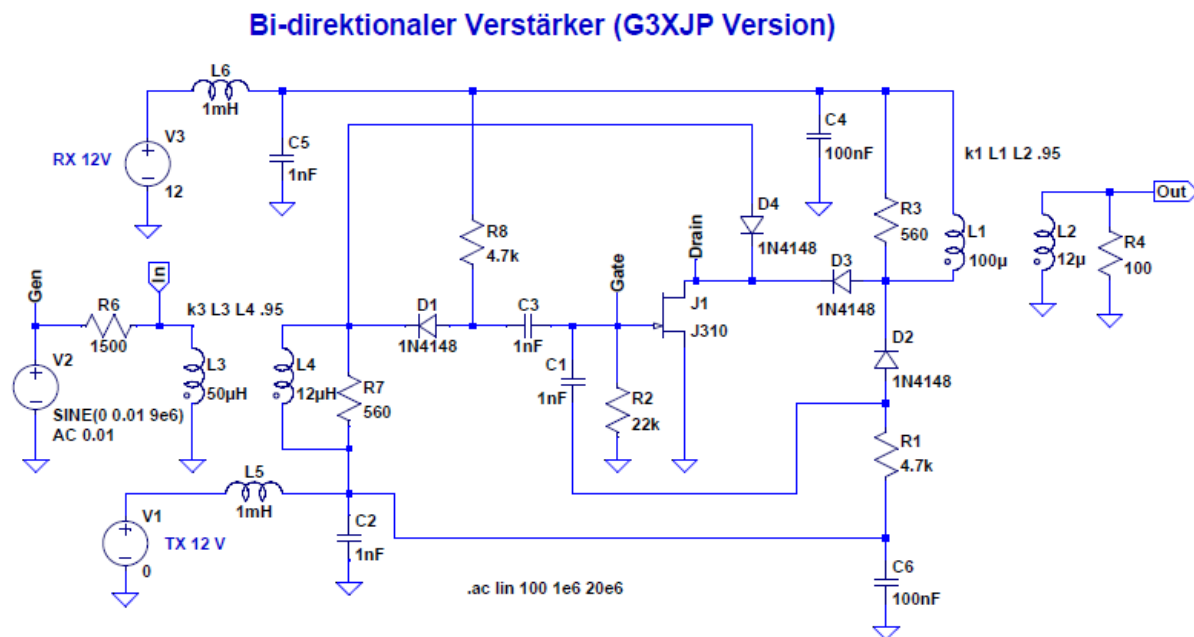 Bi-direktionaler Verstärker (G3XJP Version)
L6
1mH
V3
RX 12V
12
C5
1nF
C4
100nF
k1 L1 L2 .95
Out
R8
4.7k
D4
1N4148
Drain
R3
560
L1
100µ
L2
12µ
R4
100
Gen
In
R6
1500
k3 L3 L4 .95
D1
1N4148
C3
1nF
Gate
J1
J310
D3
1N4148
V2
SINE(0 0.01 9e6)
AC 0.01
L3
50µH
L4
12µH
R7
560
C1
1nF
R2
22k
D2
1N4148
R1
4.7k
L5
1mH
V1
TX 12 V
0
C2
1nF
C6
100nF
.ac lin 100 1e6 20e6